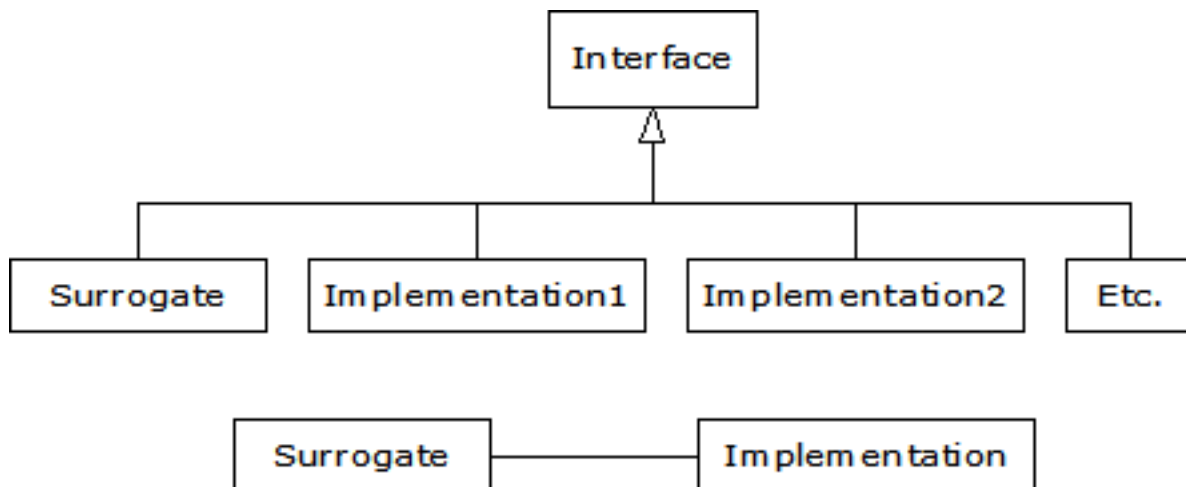 Interface
Surrogate Implementation1 Implementation2 Etc.
Surrogate Implementation